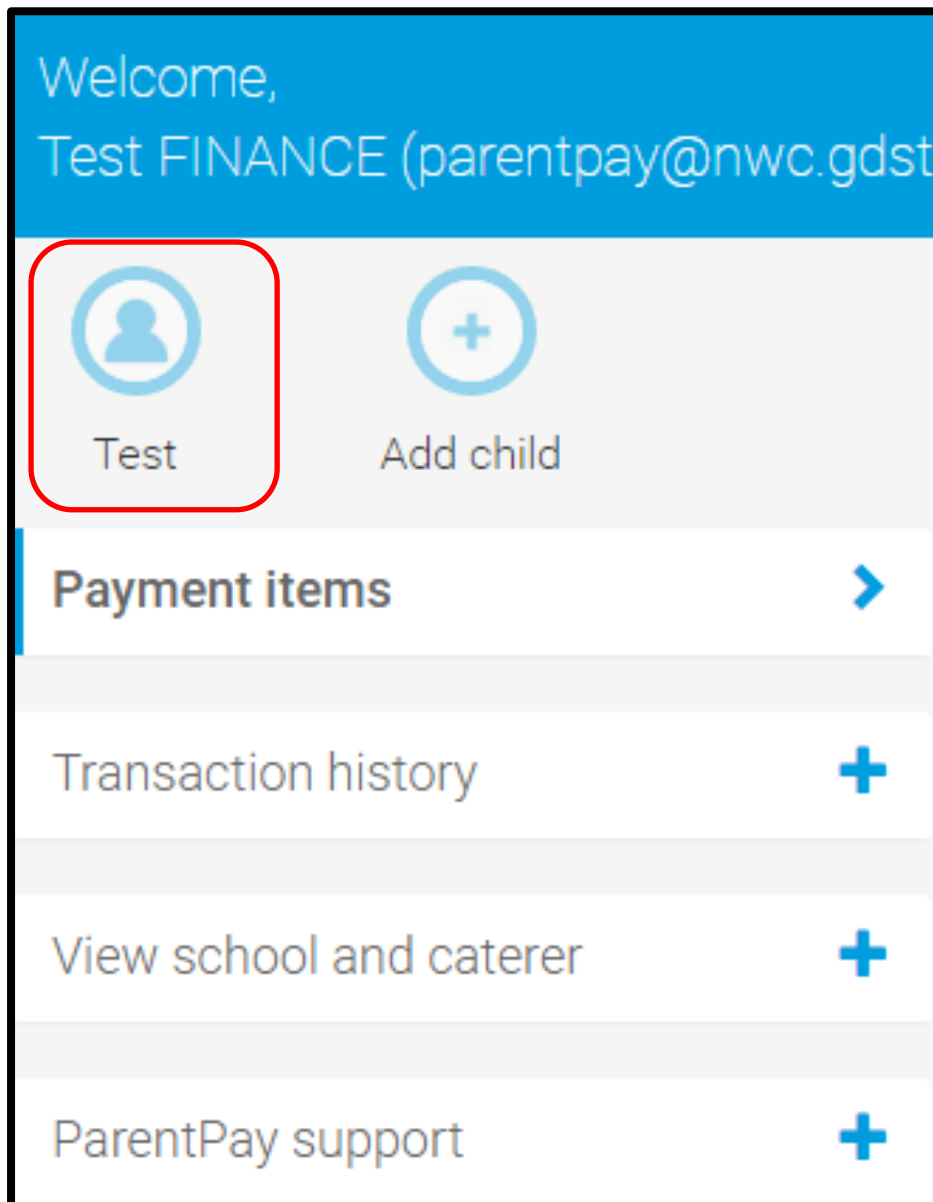 Welcome,
Test FINANCE (parentpay@nwc.gdst
Test
Add child
Payment items
Transaction history
View school and caterer
ParentPay support